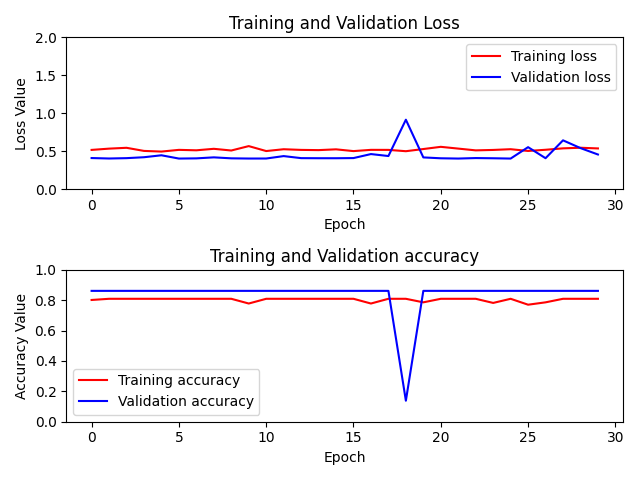 Training and Validation Loss
2.0
1.5
1.0
0.5
0.0
Loss Value
Training loss
Validation loss
0 5 10 15 20 25 30
Epoch
Training and Validation accuracy
1.0
0.8
0.6
0.4
0.2
0.0
Accuracy Value
Training accuracy
Validation accuracy
0 5 10 15 20 25 30
Epoch